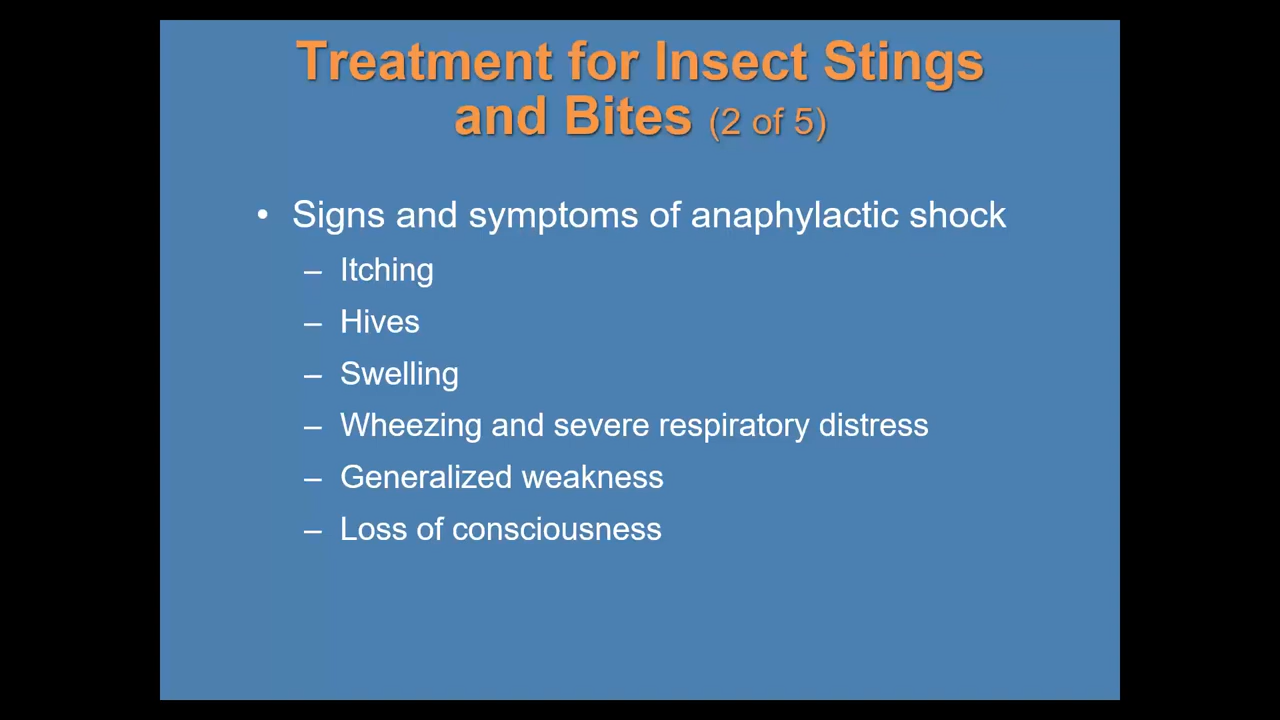 Treatment for Insect Stings
and Bites (2 of 5)
• Signs and symptoms of anaphylactic shock
– Itching
– Hives
– Swelling
– Wheezing and severe respiratory distress
– Generalized weakness
– Loss of consciousness